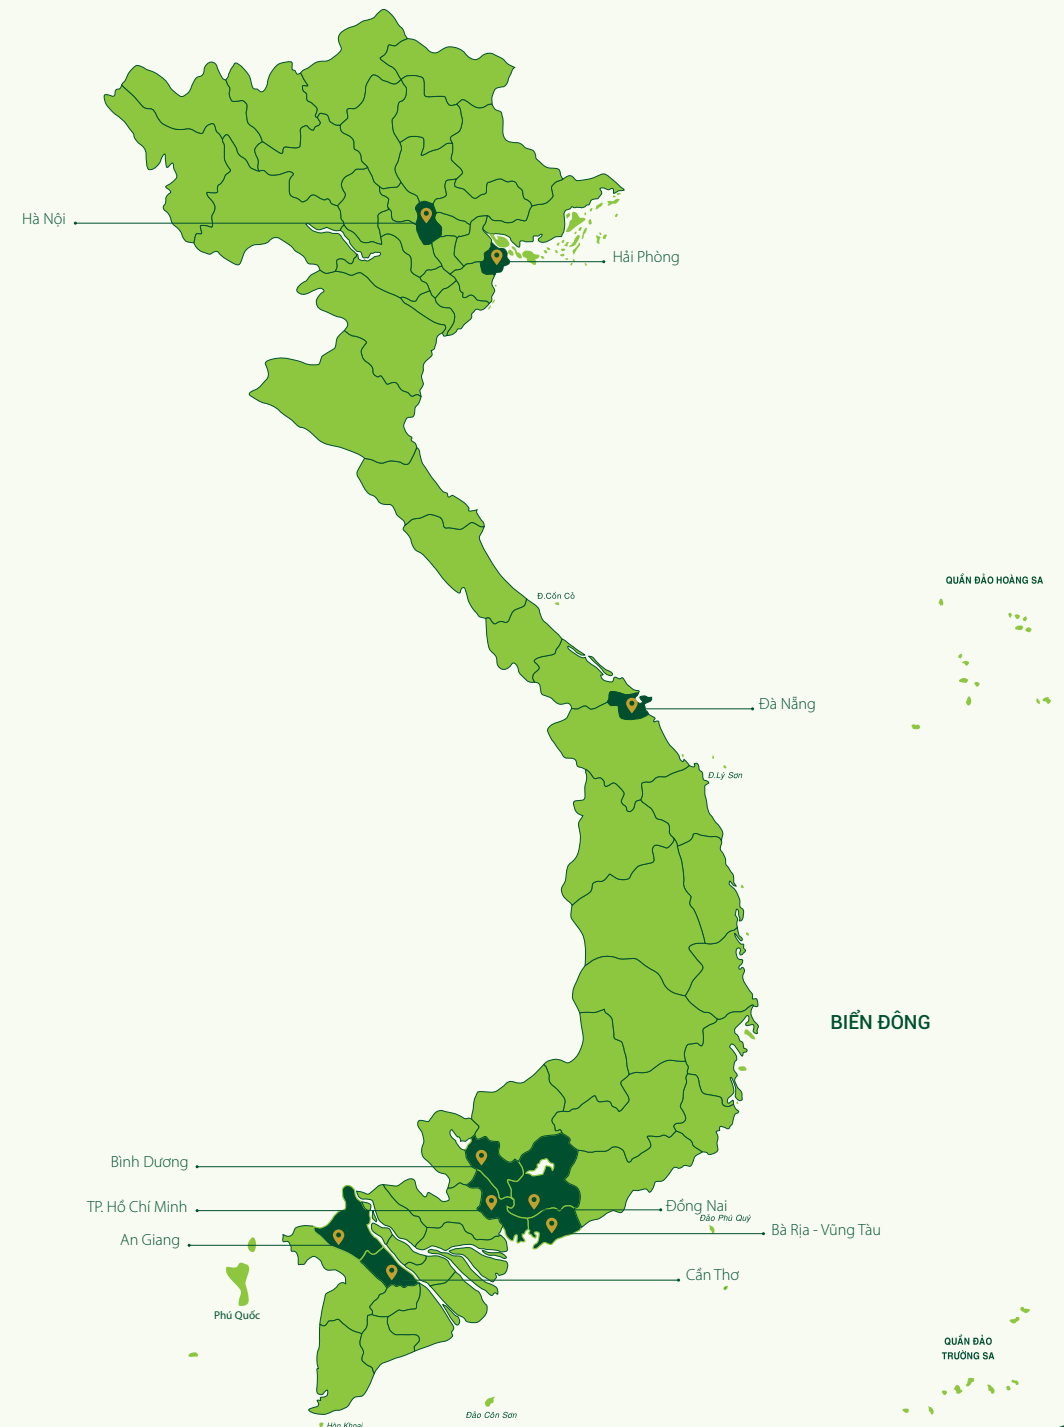 Hà Nội
Hải Phòng
QUẦN ĐẢO HOÀNG SA
Đ.Cồn Cỏ
Đà Nẵng
Đ.Lý Sơn
BIỂN ĐÔNG
Bình Dương
TP. Hồ Chí Minh
Đồng Nai
Đảo Phú Quý
Bà Rịa - Vũng Tàu
An Giang
Cần Thơ
Phú Quốc
QUẦN ĐẢO
TRƯỜNG SA
Đảo Côn Sơn
Hòn Khoai